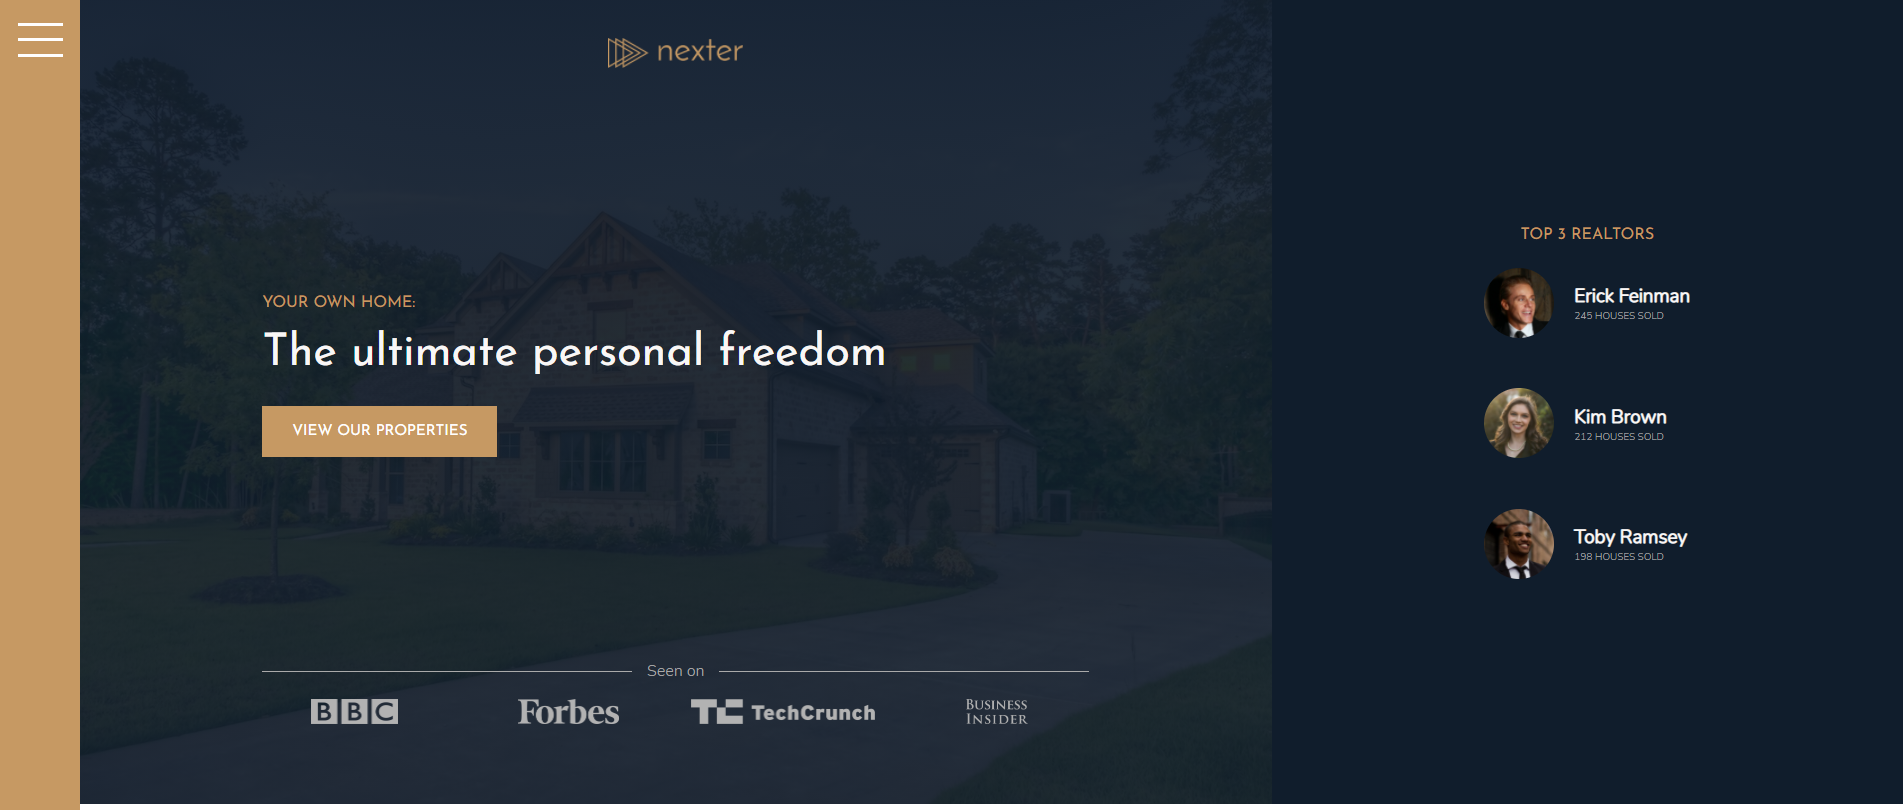 nexter
YOUR OWN HOME:
The ultimate personal freedom
VIEW OUR PROPERTIES
Seen on
BBC
Forbes
TC TechCrunch
BUSINESS
INSIDER
TOP 3 REALTORS
Erick Feinman
245 HOUSES SOLD
Kim Brown
212 HOUSES SOLD
Toby Ramsey
198 HOUSES SOLD